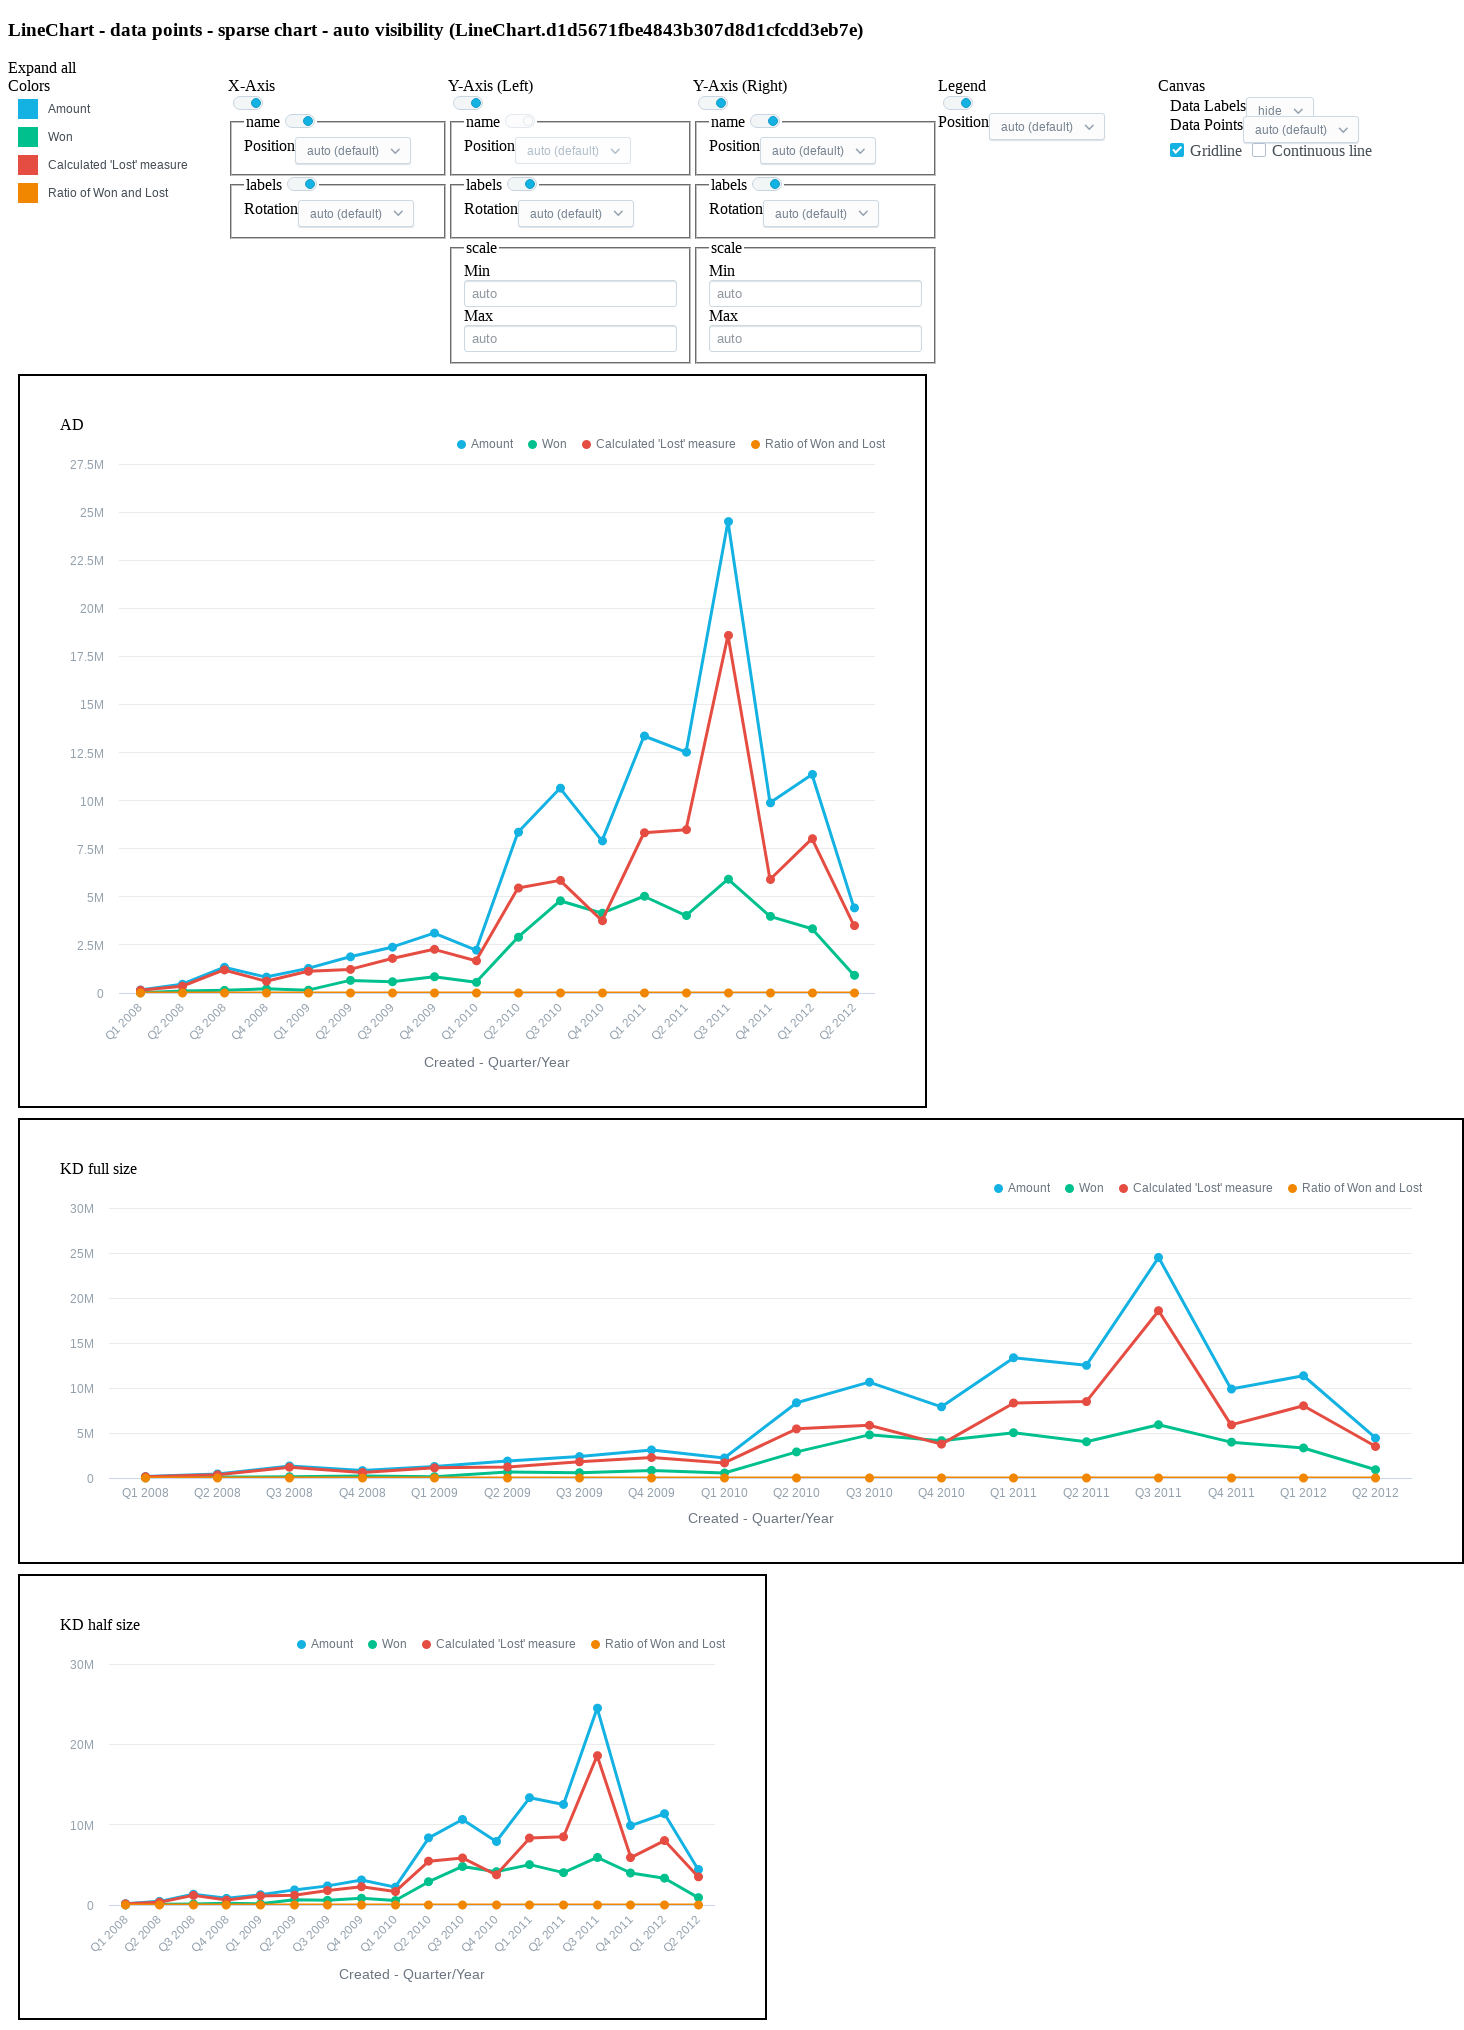 LineChart - data points - sparse chart - auto visibility (LineChart.d1d5671fbe4843b307d8d1cfcdd3eb7e)
Expand all
Colors
Amount
Won
Calculated 'Lost' measure
Ratio of Won and Lost
X-Axis
name
Position auto (default)
labels
Rotation auto (default)
Y-Axis (Left)
name
Position auto (default)
labels
Rotation auto (default)
scale
Min
auto
Max
auto
Y-Axis (Right)
name
Position auto (default)
labels
Rotation auto (default)
scale
Min
auto
Max
auto
Legend
Position auto (default)
Canvas
Data Labels hide
Data Points auto (default)
Gridline Continuous line
AD
Amount Won Calculated 'Lost' measure Ratio of Won and Lost
27.5M
25M
22.5M
20M
17.5M
15M
12.5M
10M
7.5M
5M
2.5M
0
Q1 2008 Q2 2008 Q3 2008 Q4 2008 Q1 2009 Q2 2009 Q3 2009 Q4 2009 Q1 2010 Q2 2010 Q3 2010 Q4 2010 Q1 2011 Q2 2011 Q3 2011 Q4 2011 Q1 2012 Q2 2012
Created - Quarter/Year
KD full size
Amount Won Calculated 'Lost' measure Ratio of Won and Lost
30M
25M
20M
15M
10M
5M
0
Q1 2008 Q2 2008 Q3 2008 Q4 2008 Q1 2009 Q2 2009 Q3 2009 Q4 2009 Q1 2010 Q2 2010 Q3 2010 Q4 2010 Q1 2011 Q2 2011 Q3 2011 Q4 2011 Q1 2012 Q2 2012
Created - Quarter/Year
KD half size
Amount Won Calculated 'Lost' measure Ratio of Won and Lost
30M
20M
10M
0
Q1 2008 Q2 2008 Q3 2008 Q4 2008 Q1 2009 Q2 2009 Q3 2009 Q4 2009 Q1 2010 Q2 2010 Q3 2010 Q4 2010 Q1 2011 Q2 2011 Q3 2011 Q4 2011 Q1 2012 Q2 2012
Created - Quarter/Year